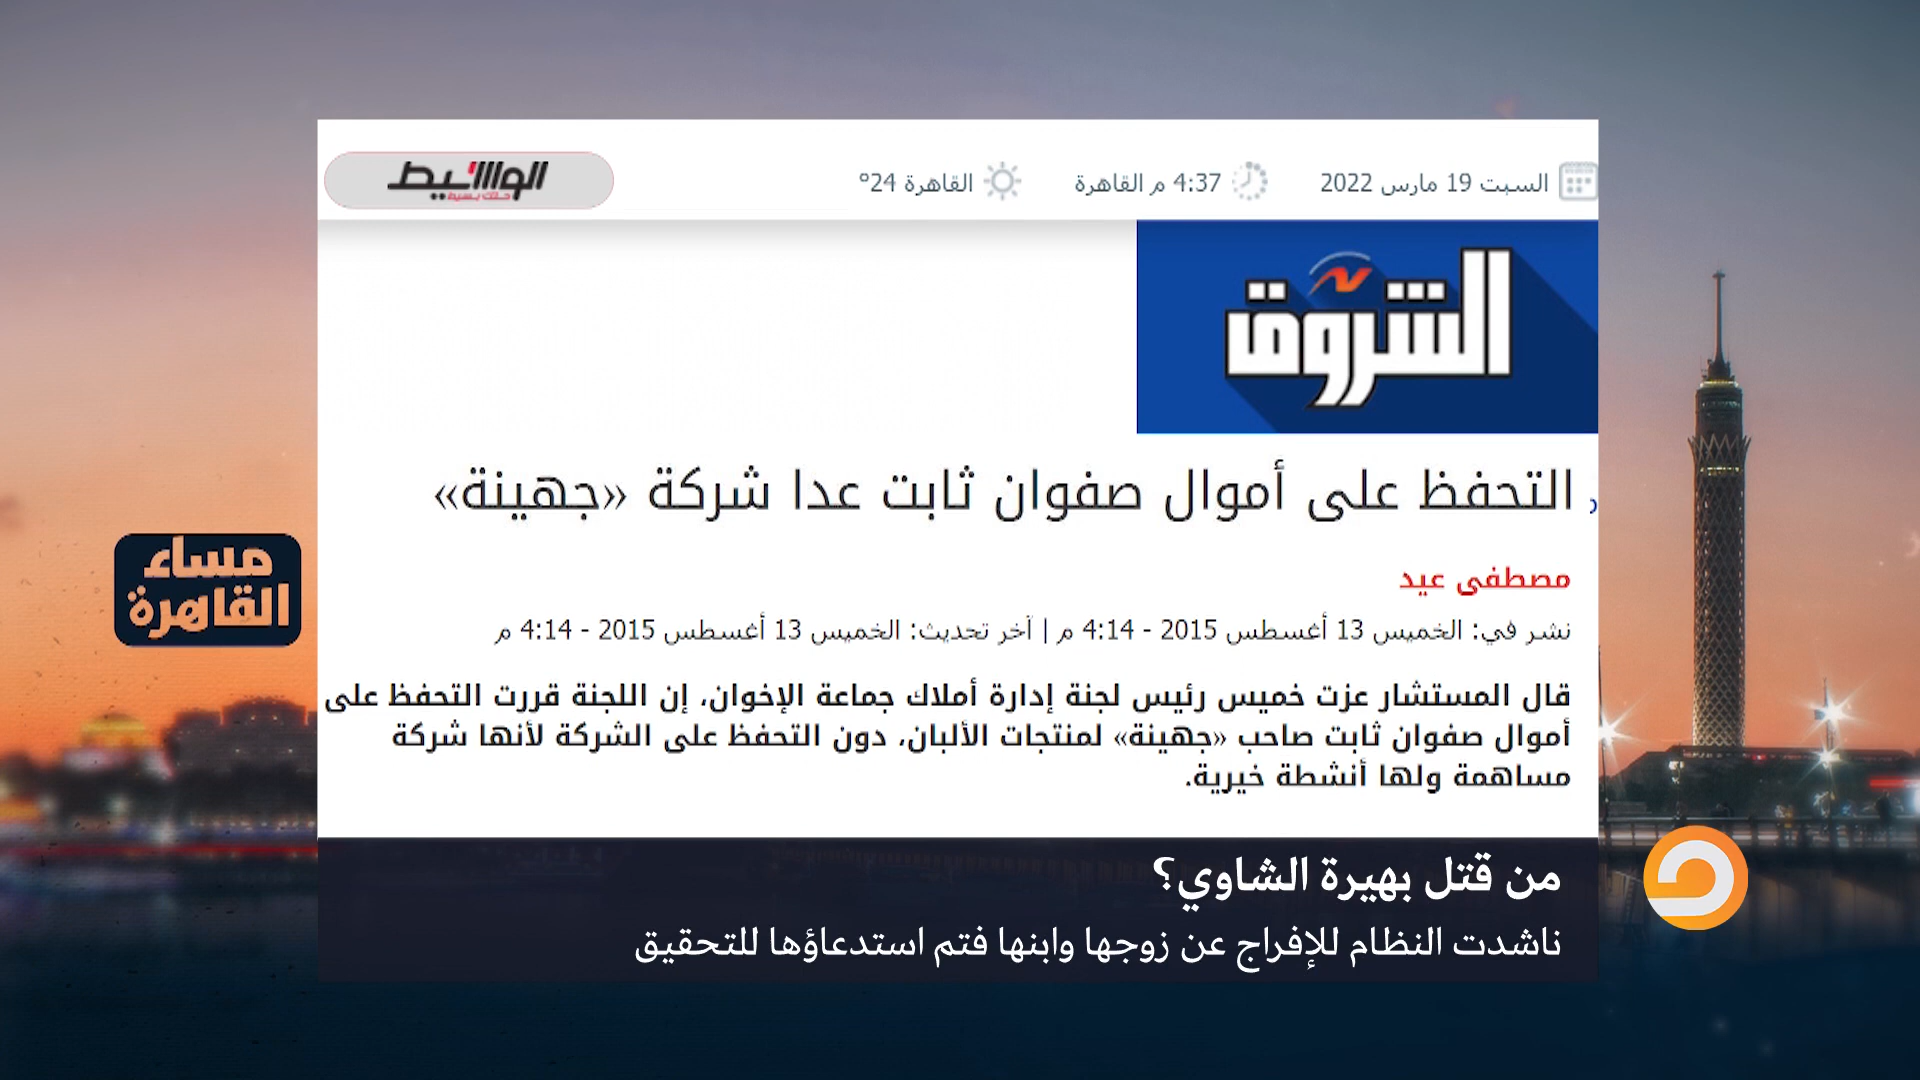 السبت 19 مارس 2022
4:37 م القاهرة
القاهرة 24°
الوسيط
حلك بسيط
الشروق
التحفظ على أموال صفوان ثابت عدا شركة «جهينة»
مصطفى عيد
نشر في: الخميس 13 أغسطس 2015 - 4:14 م | آخر تحديث: الخميس 13 أغسطس 2015 - 4:14 م
قال المستشار عزت خميس رئيس لجنة إدارة أملاك جماعة الإخوان، إن اللجنة قررت التحفظ على
أموال صفوان ثابت صاحب «جهينة» لمنتجات الألبان، دون التحفظ على الشركة لأنها شركة
مساهمة ولها أنشطة خيرية.
مساء
القاهرة
من قتل بهيرة الشاوي؟
ناشدت النظام للإفراج عن زوجها وابنها فتم استدعاؤها للتحقيق